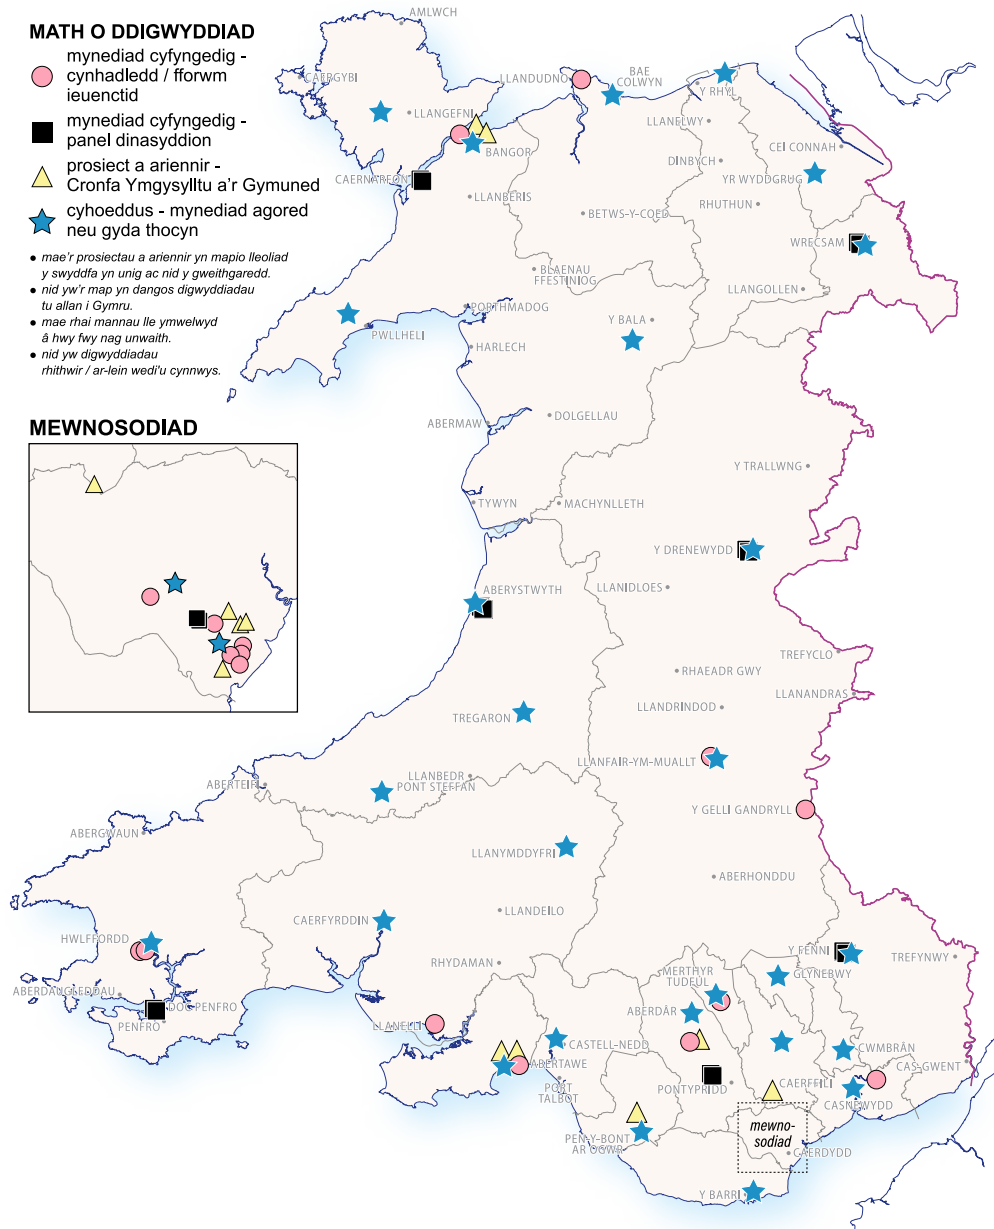 MATH O DDIGWYDDIAD
mynediad cyfyngedig -
cynhadledd / fforwm
ieuenctid
mynediad cyfyngedig -
panel dinasyddion
prosiect a ariennir -
Cronfa Ymgysylltu a'r Gymuned
cyhoeddus - mynediad agored
neu gyda thocyn
● mae'r prosiectau a ariennir yn mapio lleoliad
y swyddfa yn unig ac nid y gweithgaredd.
● nid yw'r map yn dangos digwyddiadau
tu allan i Gymru.
● mae rhai mannau lle ymwelwyd
â hwy fwy nag unwaith.
● nid yw digwyddiadau
rhithwir / ar-lein wedi'u cynnwys.
MEWNOSODIAD
AMLWCH
CAERGYBI
LLANGEFNI
LLANDUDNO
BAE
COLWYN
Y RHYL
LLANELWY
BANGOR
CEI CONNAH
DINBYCH
YR WYDDGRUG
CAERNARFON
LLANBERIS
RHUTHUN
BETWS-Y-COED
WRECSAM
BLAENAU
FFESTINIOG
LLANGOLLEN
PORTHMADOG
Y BALA
PWLLHELI
HARLECH
DOLGELLAU
ABERMAW
Y TRALLWNG
TYWYN
MACHYNLLETH
Y DRENEWYDD
LLANIDLOES
ABERYSTWYTH
TREFYCLO
RHAEADR GWY
LLANANDRAS
LLANDRINDOD
TREGARON
LLANFAIR-YM-MUALLT
LLANBEDR
PONT STEFFAN
ABERTEIFI
Y GELLI GANDRYLL
ABERGWAUN
LLANYMDDYFRI
ABERHONDDU
LLANDEILO
CAERFYRDDIN
HWLFFORDD
Y FENNI
TREFYNWY
RHYDAMAN
MERTHYR
TUDFUL
GLYNEBWY
ABERDAUGLEDDAU
DOC PENFRO
PENFRO
ABERDÂR
LLANELLI
CASTELL-NEDD
CWMBRÂN
ABERTAWE
CAS-GWENT
PORT
TALBOT
PONTYPRIDD
CAERFFILI
CASNEWYDD
mewno-
sodiad
PEN-Y-BONT
AR OGWR
CAERDYDD
Y BARRI